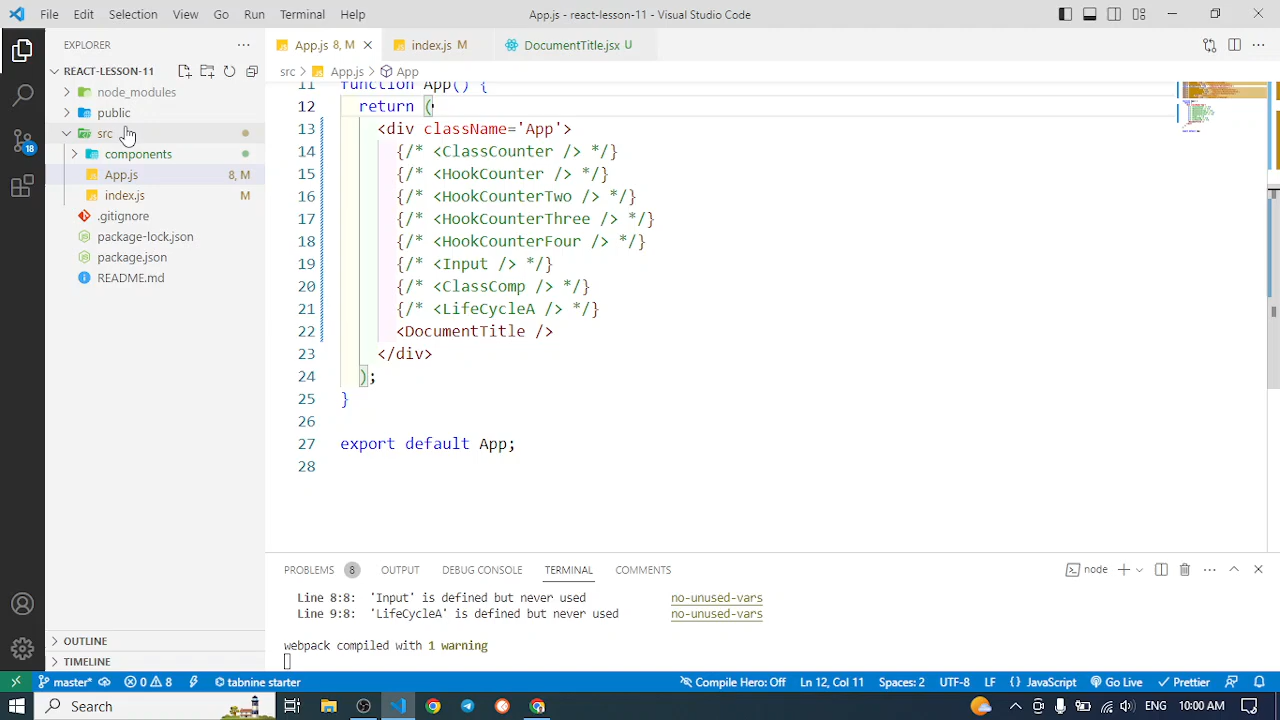 File Edit Selection View Go Run Terminal Help App.js - react-lesson-11 - Visual Studio Code
EXPLORER
App.js 8, M
index.js M
DocumentTitle.jsx U
src > App.js > App
REACT-LESSON-11
node_modules
public
src
components
App.js 8, M
index.js M
.gitignore
package-lock.json
package.json
README.md
OUTLINE
TIMELINE
18
11 function App() {
12 return (
13 <div className='App'>
14 {/* <ClassCounter /> */}
15 {/* <HookCounter /> */}
16 {/* <HookCounterTwo /> */}
17 {/* <HookCounterThree /> */}
18 {/* <HookCounterFour /> */}
19 {/* <Input /> */}
20 {/* <ClassComp /> */}
21 {/* <LifeCycleA /> */}
22 <DocumentTitle />
23 </div>
24 );
25 }
26
27 export default App;
28
PROBLEMS 8 OUTPUT DEBUG CONSOLE TERMINAL COMMENTS node
Line 8:8: 'Input' is defined but never used no-unused-vars
Line 9:8: 'LifeCycleA' is defined but never used no-unused-vars
webpack compiled with 1 warning
master* 0 8 tabnine starter Compile Hero: Off Ln 12, Col 11 Spaces: 2 UTF-8 LF {} JavaScript Go Live Prettier
Search ENG 10:00 AM